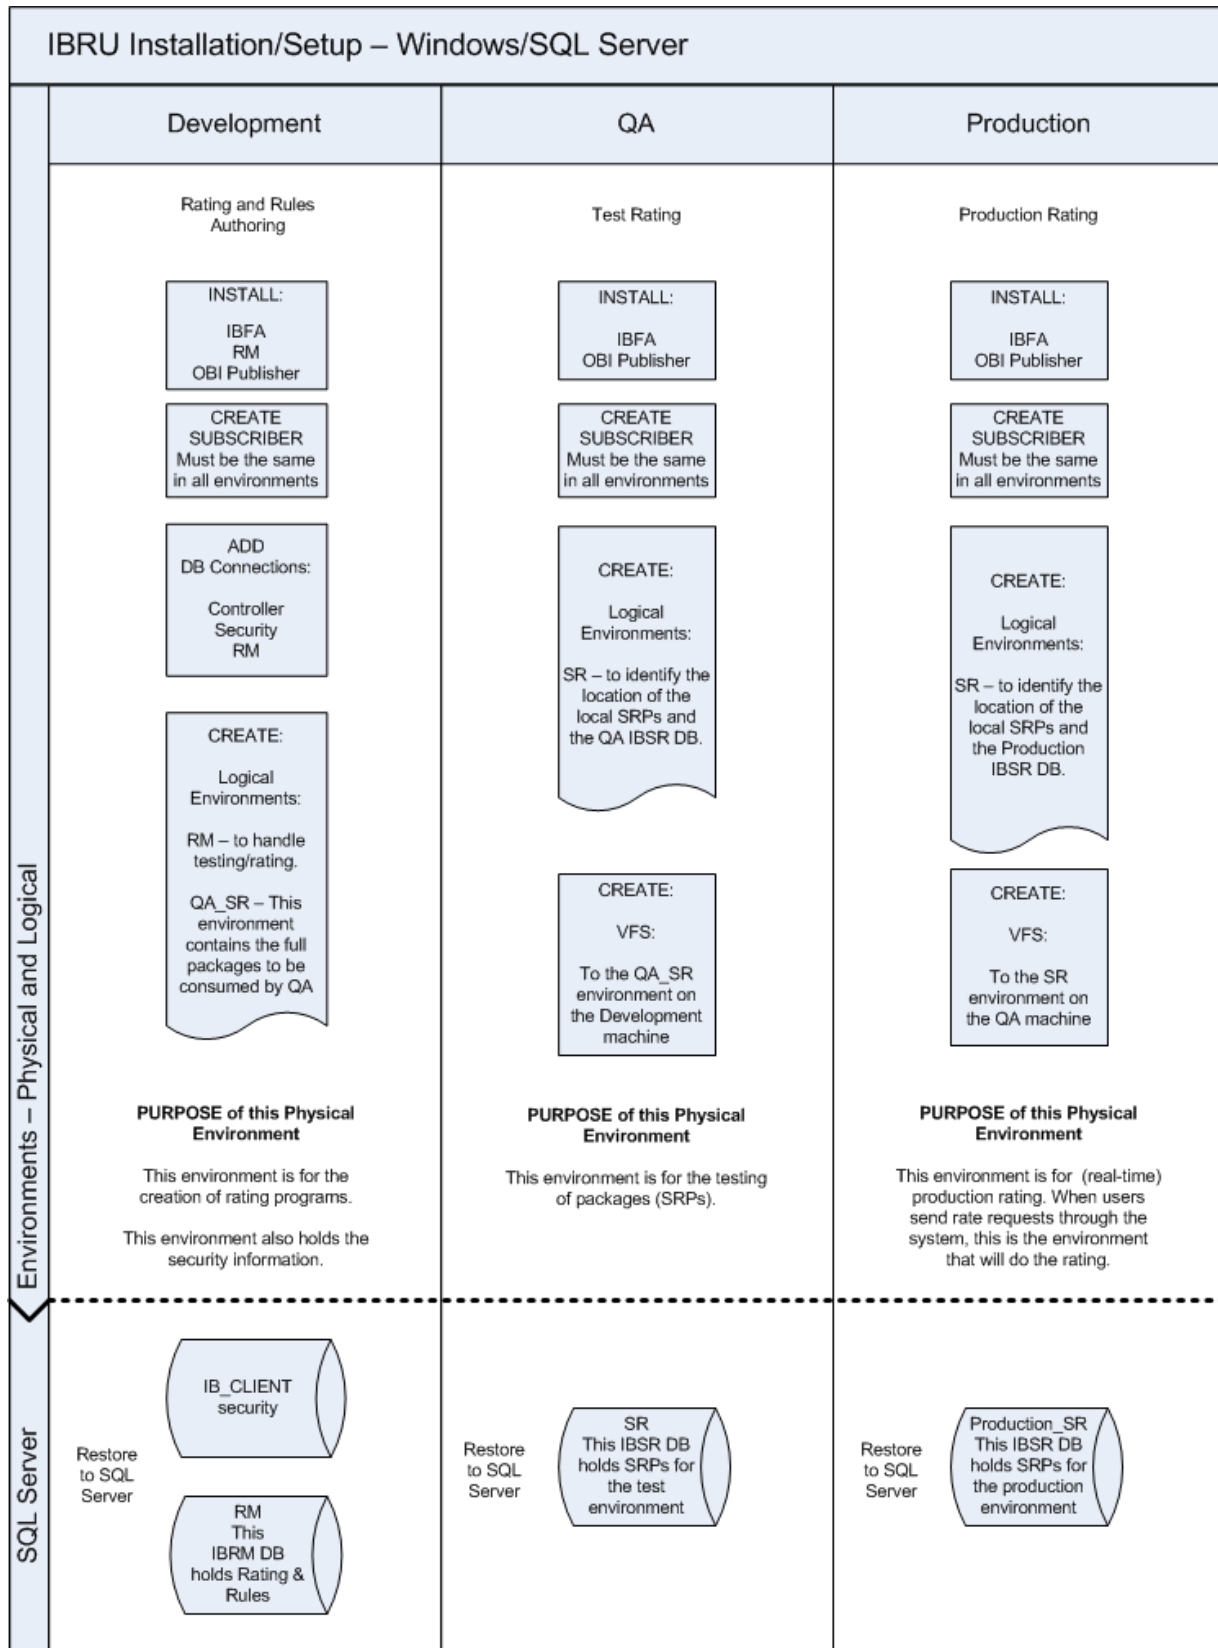 IBRU Installation/Setup – Windows/SQL Server
Environments – Physical and Logical
SQL Server
Development
Rating and Rules
Authoring
INSTALL:
IBFA
RM
OBI Publisher
CREATE
SUBSCRIBER
Must be the same
in all environments
ADD
DB Connections:
Controller
Security
RM
CREATE:
Logical
Environments:
RM – to handle
testing/rating.
QA_SR – This
environment
contains the full
packages to be
consumed by QA
PURPOSE of this Physical
Environment
This environment is for the
creation of rating programs.
This environment also holds the
security information.
Restore
to SQL
Server
IB_CLIENT
security
RM
This
IBRM DB
holds Rating &
Rules
QA
Test Rating
INSTALL:
IBFA
OBI Publisher
CREATE
SUBSCRIBER
Must be the same
in all environments
CREATE:
Logical
Environments:
SR – to identify the
location of the
local SRPs and
the QA IBSR DB.
CREATE:
VFS:
To the QA_SR
environment on
the Development
machine
PURPOSE of this Physical
Environment
This environment is for the testing
of packages (SRPs).
Restore
to SQL
Server
SR
This IBSR DB
holds SRPs for
the test
environment
Production
Production Rating
INSTALL:
IBFA
OBI Publisher
CREATE
SUBSCRIBER
Must be the same
in all environments
CREATE:
Logical
Environments:
SR – to identify the
location of the
local SRPs and
the Production
IBSR DB.
CREATE:
VFS:
To the SR
environment on
the QA machine
PURPOSE of this Physical
Environment
This environment is for  (real-time)
production rating. When users
send rate requests through the
system, this is the environment
that will do the rating.
Restore
to SQL
Server
Production_SR
This IBSR DB
holds SRPs for
the production
environment